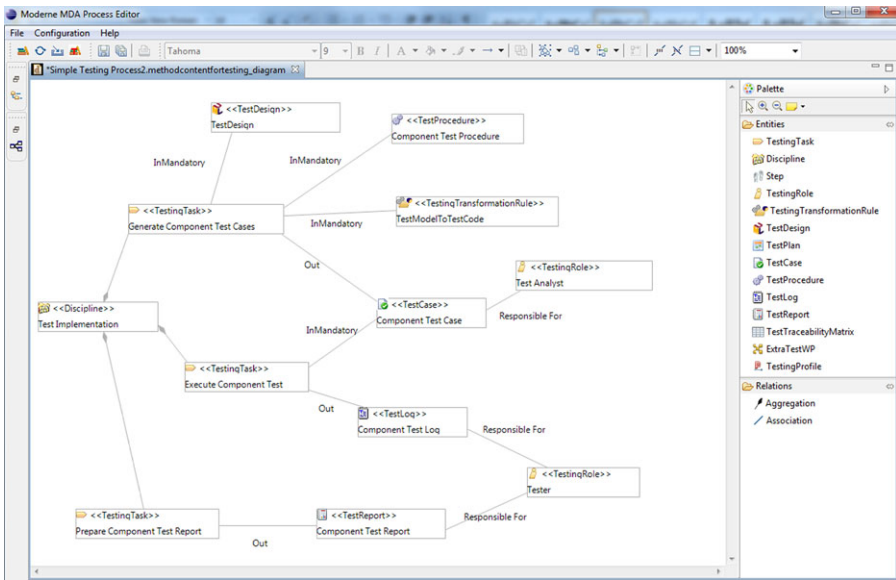 Moderne MDA Process Editor
File Configuration Help
Tahoma 9 B I A 100%
*Simple Testing Process2.methodcontentfortesting_diagram
<<TestDesign>>
TestDesign
<<TestProcedure>>
Component Test Procedure
InMandatory
InMandatory
<<TestingTask>>
Generate Component Test Cases
<<TestingTransformationRule>>
TestModelToTestCode
InMandatory
Out
<<TestingRole>>
Test Analyst
<<Discipline>>
Test Implementation
<<TestCase>>
Component Test Case
Responsible For
InMandatory
<<TestingTask>>
Execute Component Test
Out
<<TestLog>>
Component Test Log
Responsible For
<<TestingRole>>
Tester
<<TestingTask>>
Prepare Component Test Report
Out
<<TestReport>>
Component Test Report
Responsible For
Palette
Entities
TestingTask
Discipline
Step
TestingRole
TestingTransformationRule
TestDesign
TestPlan
TestCase
TestProcedure
TestLog
TestReport
TestTraceabilityMatrix
ExtraTestWP
TestingProfile
Relations
Aggregation
Association